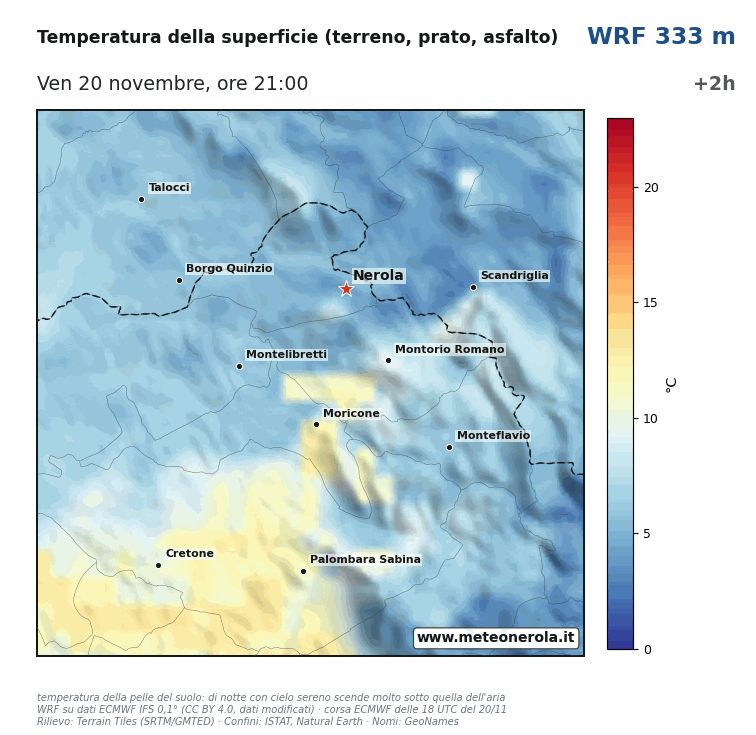 Temperatura della superficie (terreno, prato, asfalto)
WRF 333 m
Ven 20 novembre, ore 21:00
+2h
Talocci
Borgo Quinzio
Nerola
Scandriglia
Montelibretti
Montorio Romano
Moricone
Monteflavio
Cretone
Palombara Sabina
www.meteonerola.it
20
15
10
5
0
°C
temperatura della pelle del suolo: di notte con cielo sereno scende molto sotto quella dell'aria
WRF su dati ECMWF IFS 0,1° (CC BY 4.0, dati modificati) · corsa ECMWF delle 18 UTC del 20/11
Rilievo: Terrain Tiles (SRTM/GMTED) · Confini: ISTAT, Natural Earth · Nomi: GeoNames